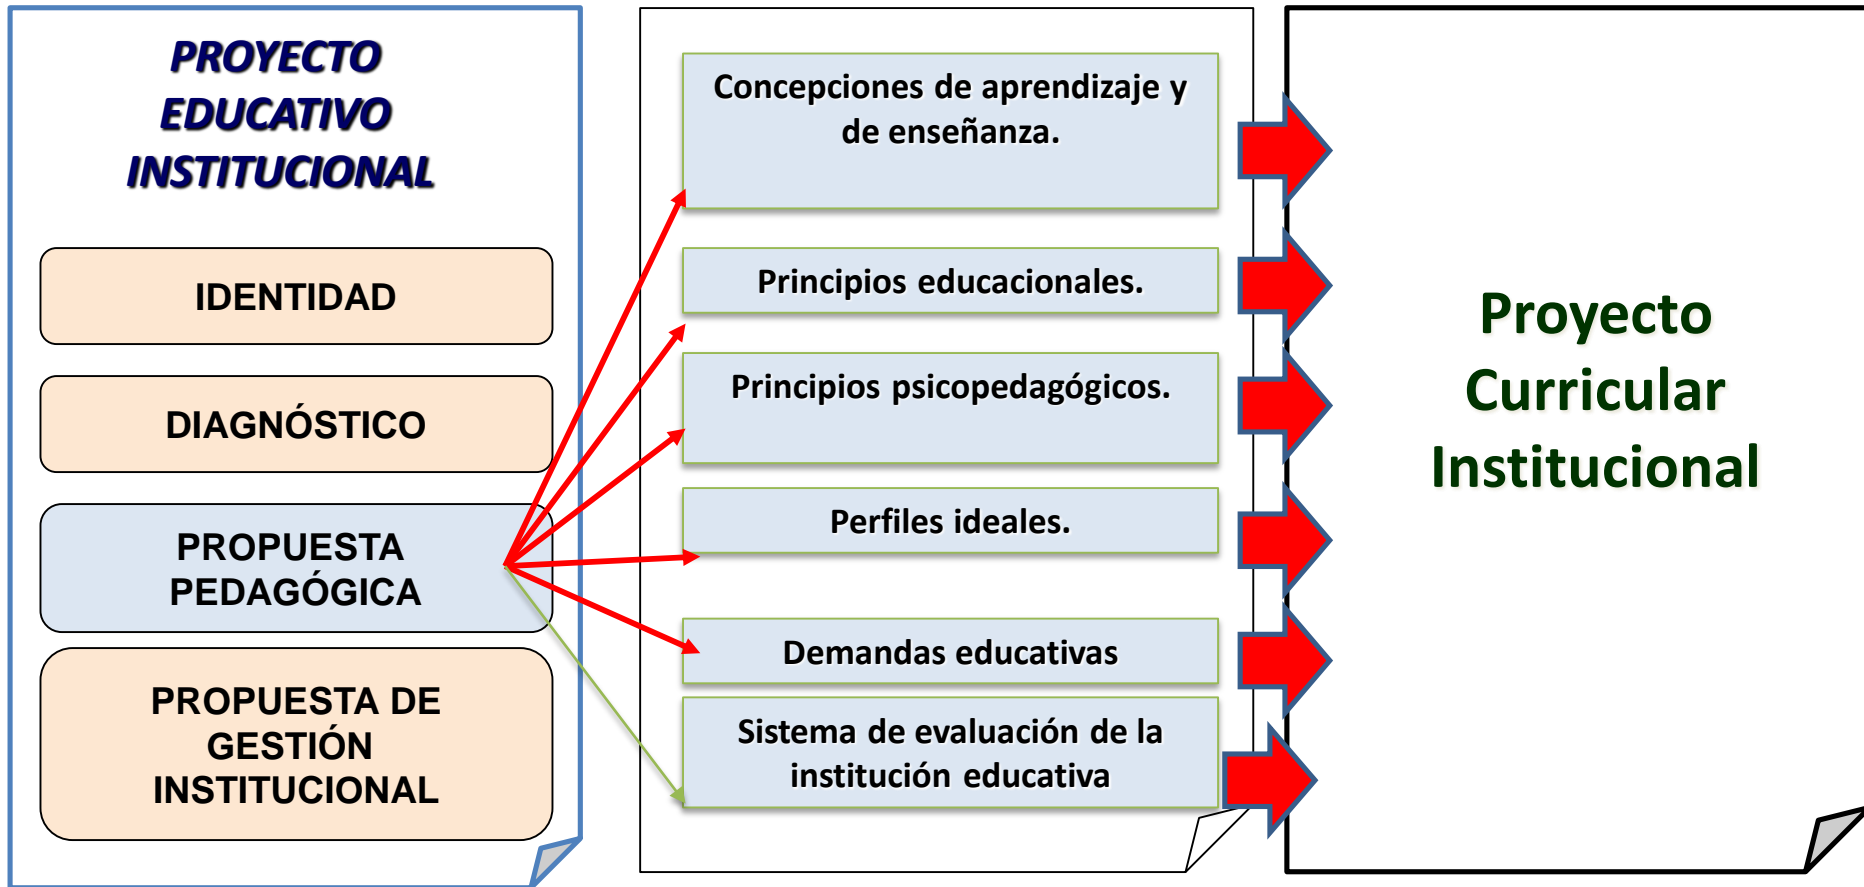 PROYECTO
EDUCATIVO
INSTITUCIONAL
IDENTIDAD
DIAGNÓSTICO
PROPUESTA
PEDAGÓGICA
PROPUESTA DE
GESTIÓN
INSTITUCIONAL
Concepciones de aprendizaje y
de enseñanza.
Principios educacionales.
Principios psicopedagógicos.
Perfiles ideales.
Demandas educativas
Sistema de evaluación de la
institución educativa
Proyecto
Curricular
Institucional